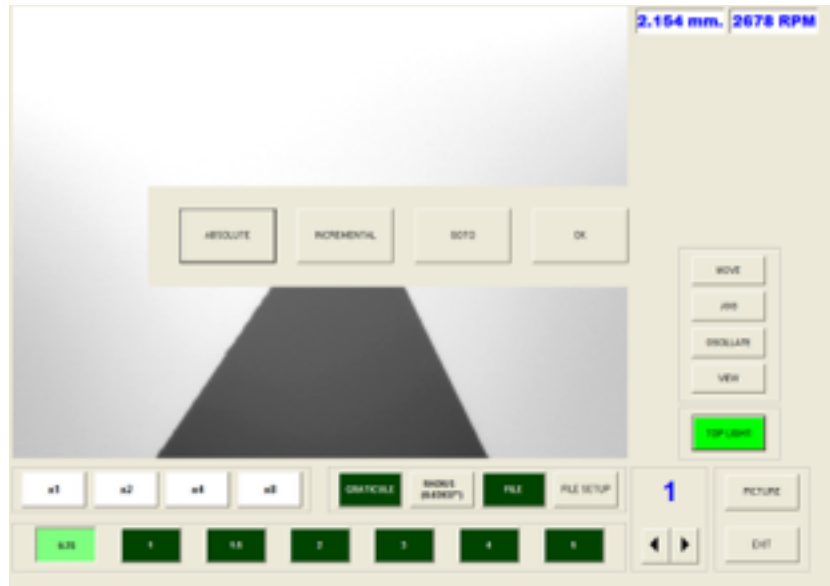 2.154 mm. 2678 RPM
ABSOLUTE INCREMENTAL GOTO OK
MOVE
JOG
OSCILLATE
VIEW
TOP LIGHT
x1 x2 x4 x8 GRATICULE RADIUS FILE FILE SETUP 1 PICTURE
1 1.5 2 3 4 5 EXIT